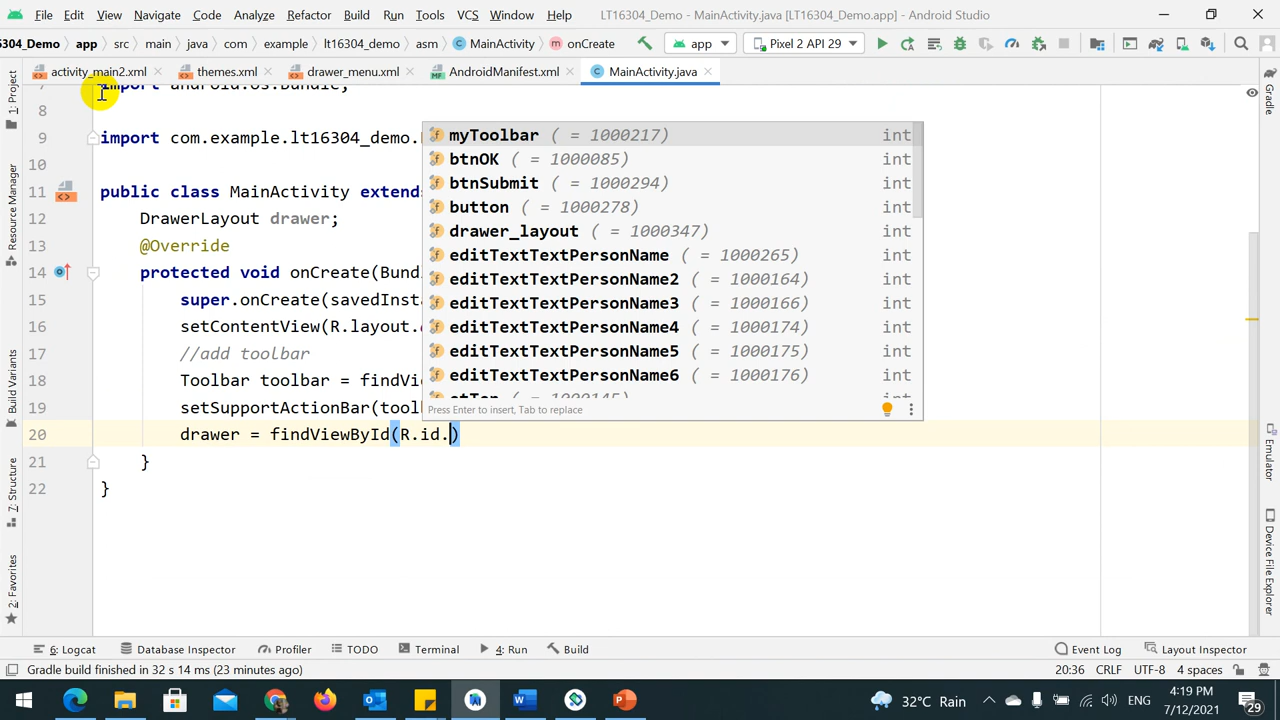 File Edit View Navigate Code Analyze Refactor Build Run Tools VCS Window Help LT16304_Demo - MainActivity.java [LT16304_Demo.app] - Android Studio
304_Demo app src main java com example lt16304_demo asm MainActivity onCreate app Pixel 2 API 29
activity_main2.xml themes.xml drawer_menu.xml AndroidManifest.xml MainActivity.java
7 import android.os.Bundle;
8
9 import com.example.lt16304_demo.
10
11 public class MainActivity extends
12 DrawerLayout drawer;
13 @Override
14 protected void onCreate(Bund
15 super.onCreate(savedInst
16 setContentView(R.layout.
17 //add toolbar
18 Toolbar toolbar = findVi
19 setSupportActionBar(tool
20 drawer = findViewById(R.id.)
21 }
22 }
myToolbar ( = 1000217) int
btnOK ( = 1000085) int
btnSubmit ( = 1000294) int
button ( = 1000278) int
drawer_layout ( = 1000347) int
editTextTextPersonName ( = 1000265) int
editTextTextPersonName2 ( = 1000164) int
editTextTextPersonName3 ( = 1000166) int
editTextTextPersonName4 ( = 1000174) int
editTextTextPersonName5 ( = 1000175) int
editTextTextPersonName6 ( = 1000176) int
Press Enter to insert, Tab to replace
1: Project
Resource Manager
Build Variants
7: Structure
2: Favorites
Gradle
Emulator
Device File Explorer
6: Logcat Database Inspector Profiler TODO Terminal 4: Run Build Event Log Layout Inspector
Gradle build finished in 32 s 14 ms (23 minutes ago) 20:36 CRLF UTF-8 4 spaces
32°C Rain ENG 4:19 PM
7/12/2021 29